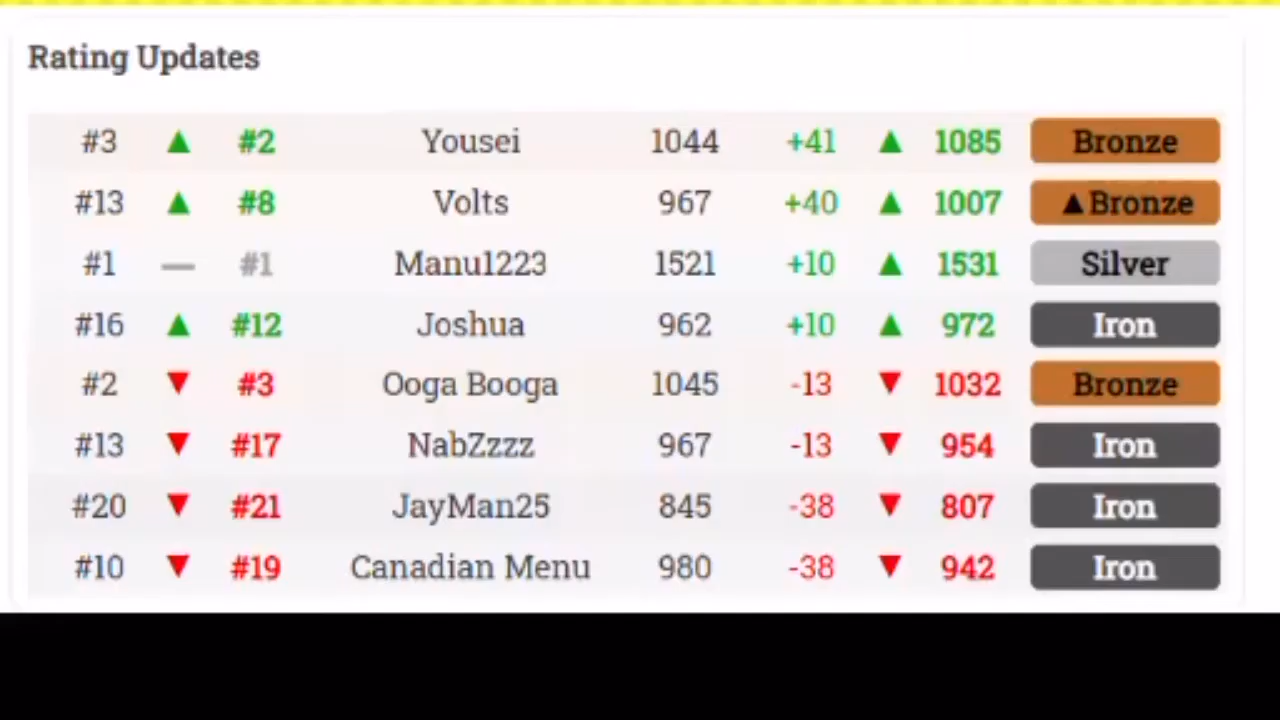 Rating Updates
#3 ▲ #2 Yousei 1044 +41 ▲ 1085 Bronze
#13 ▲ #8 Volts 967 +40 ▲ 1007 ▲Bronze
#1 — #1 Manu1223 1521 +10 ▲ 1531 Silver
#16 ▲ #12 Joshua 962 +10 ▲ 972 Iron
#2 ▼ #3 Ooga Booga 1045 -13 ▼ 1032 Bronze
#13 ▼ #17 NabZzzz 967 -13 ▼ 954 Iron
#20 ▼ #21 JayMan25 845 -38 ▼ 807 Iron
#10 ▼ #19 Canadian Menu 980 -38 ▼ 942 Iron